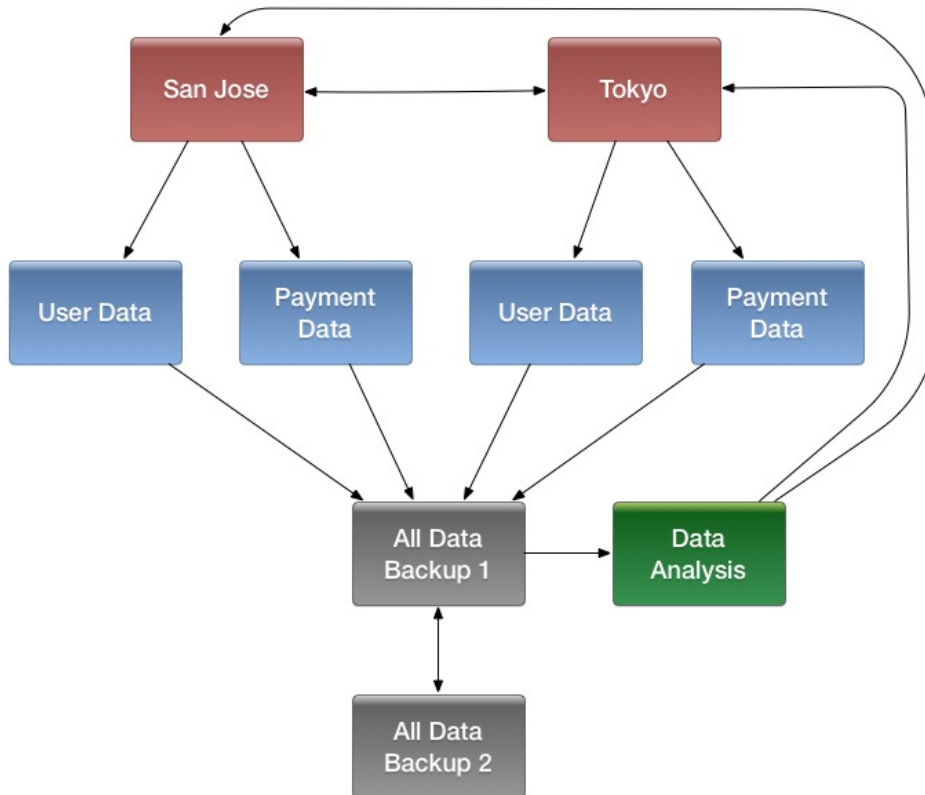 San Jose
Tokyo
User Data
Payment
Data
User Data
Payment
Data
All Data
Backup 1
Data
Analysis
All Data
Backup 2